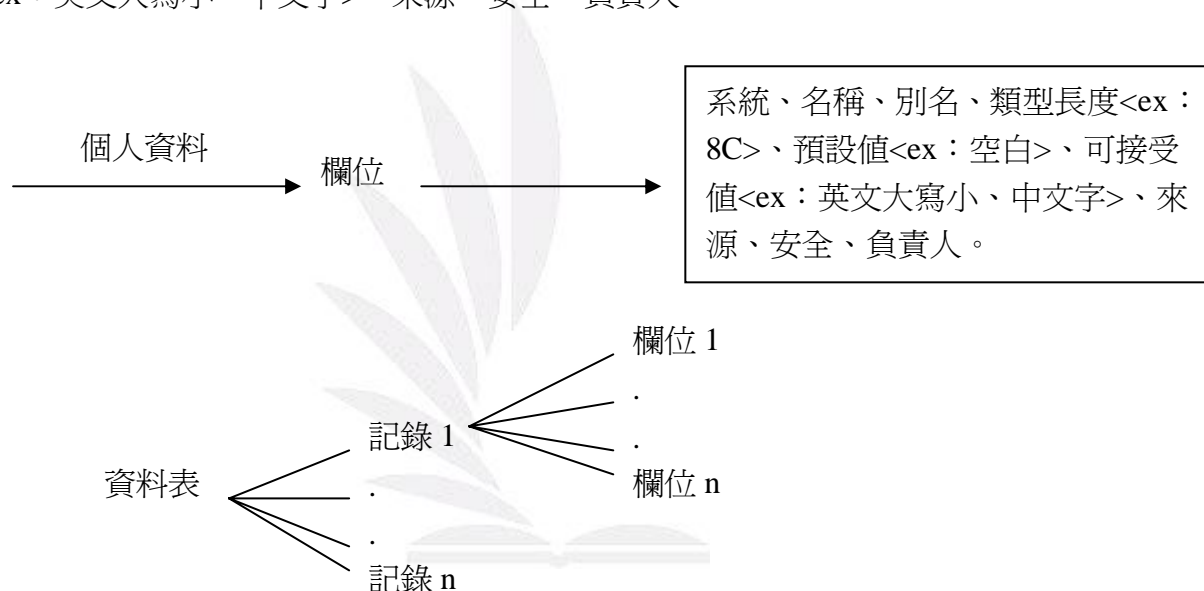 ex：英文大寫小、中文字>、來源、安全、負責人
個人資料
欄位
系統、名稱、別名、類型長度<ex：
8C>、預設值<ex：空白>、可接受
值<ex：英文大寫小、中文字>、來
源、安全、負責人。
欄位 1
.
.
欄位 n
記錄 1
資料表
.
.
記錄 n